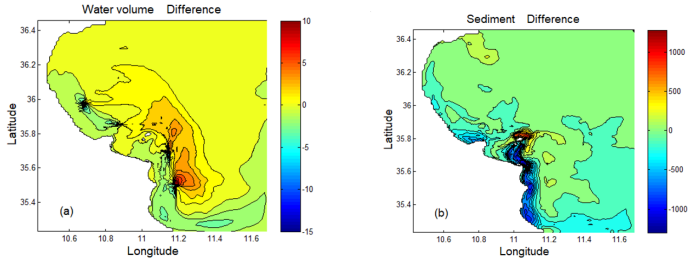 Water volume Difference
36.4
36.2
36
35.8
35.6
35.4
Latitude
(a)
10.6 10.8 11 11.2 11.4 11.6
Longitude
10
5
0
-5
-10
-15
Sediment Difference
36.4
36.2
36
35.8
35.6
35.4
Latitude
(b)
10.6 10.8 11 11.2 11.4 11.6
Longitude
1000
500
0
-500
-1000